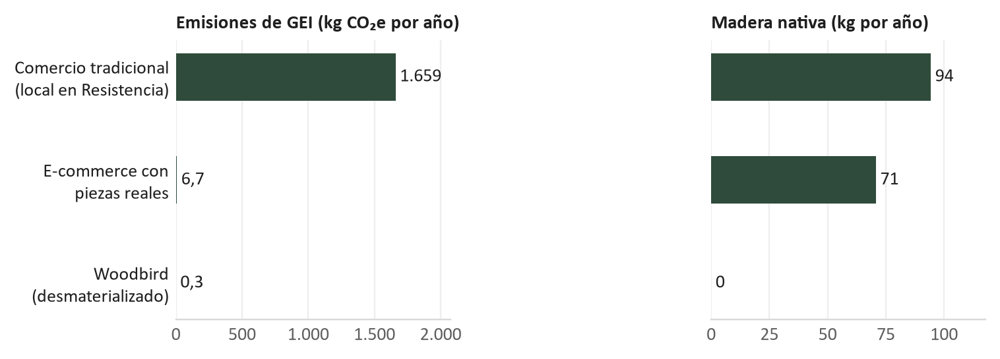 Emisiones de GEI (kg CO₂e por año)
Comercio tradicional
(local en Resistencia)
1.659
E-commerce con
piezas reales
6,7
Woodbird
(desmaterializado)
0,3
0 500 1.000 1.500 2.000
Madera nativa (kg por año)
94
71
0
0 25 50 75 100